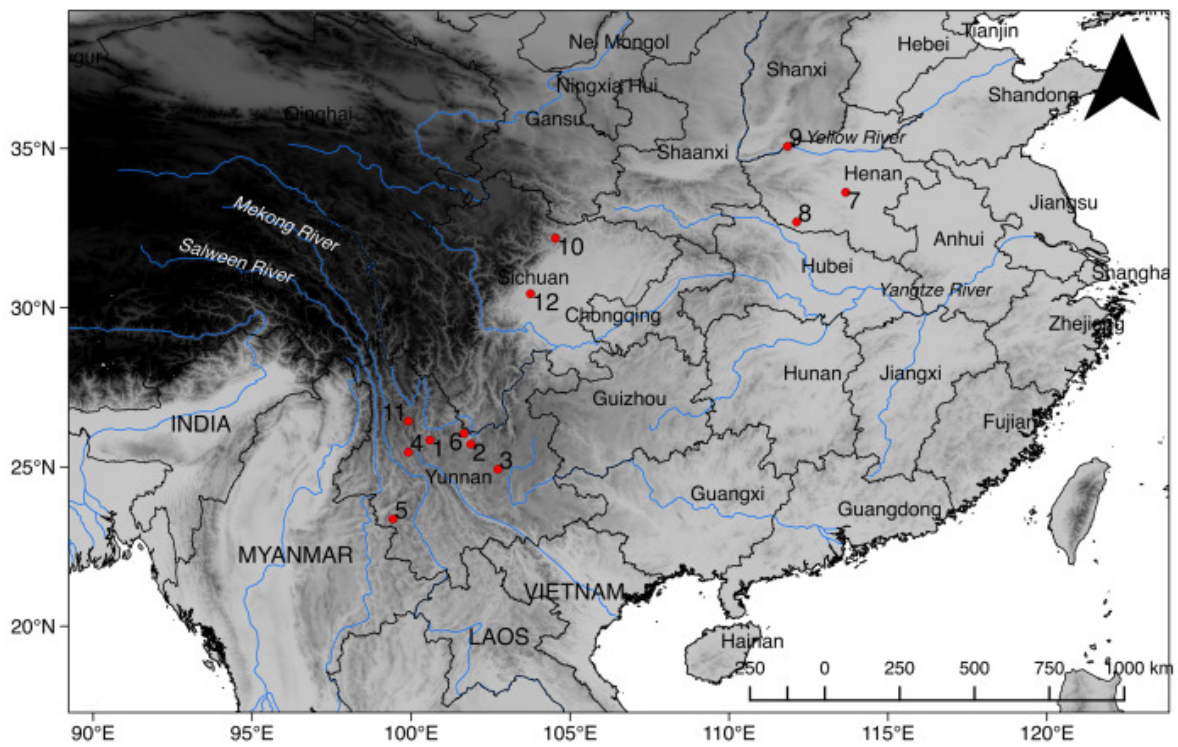 Tianjin
Nei Mongol
Hebei
Shanxi
Ningxia Hui
Shandong
Qinghai
Gansu
35°N
9
Yellow River
Shaanxi
Henan
7
Jiangsu
8
Mekong River
Anhui
10
Salween River
Hubei
Sichuan
Shangha
12
Yangtze River
30°N
Chongqing
Zhejiang
Hunan
Jiangxi
Guizhou
INDIA
11
Fujian
4
1
6
2
3
25°N
Yunnan
Guangxi
5
Guangdong
MYANMAR
VIETNAM
20°N
LAOS
Hainan
250
0
250
500
750
1000 km
90°E
95°E
100°E
105°E
110°E
115°E
120°E